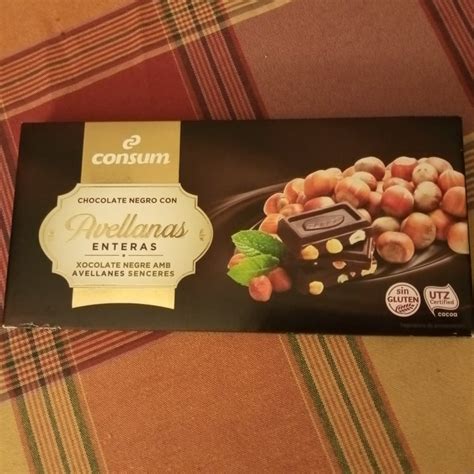 consum
CHOCOLATE NEGRO CON
Avellanas
ENTERAS
XOCOLATE NEGRE AMB
AVELLANES SENCERES
sin
GLUTEN
UTZ
Certified
cocoa